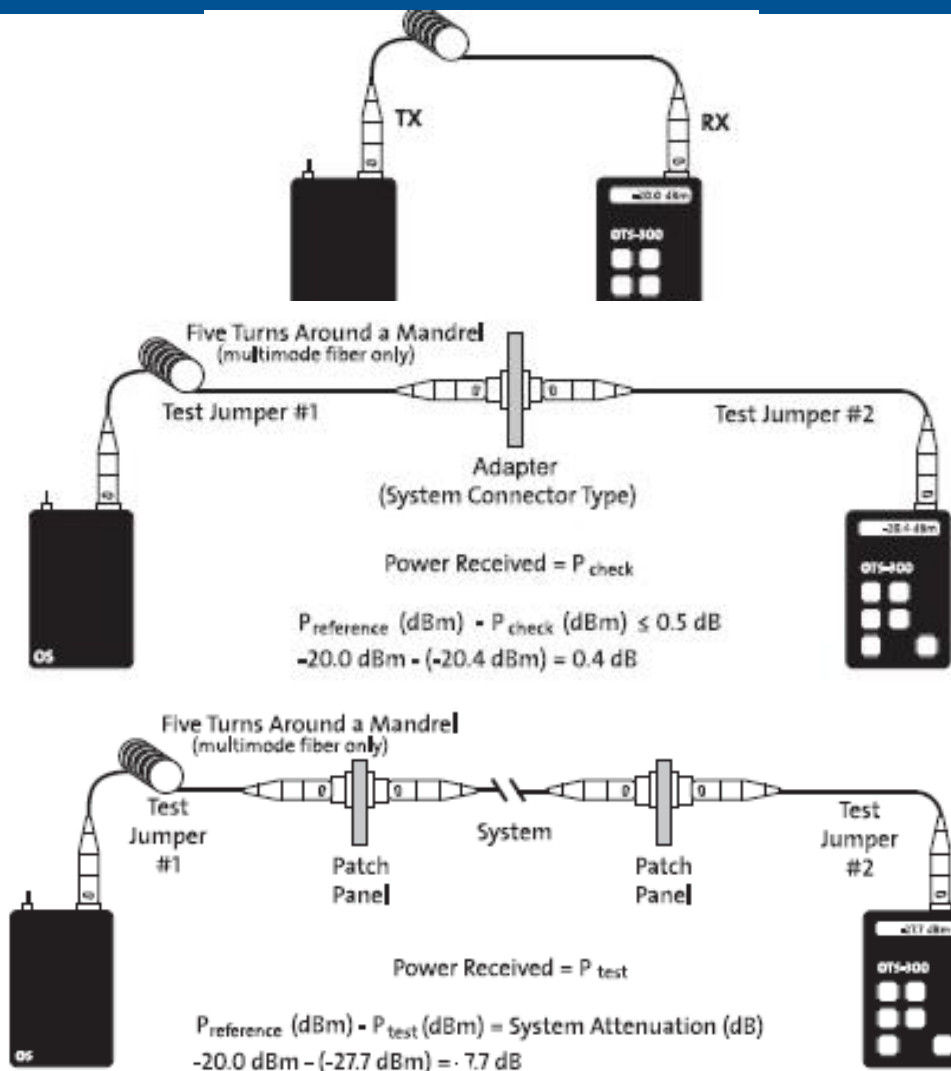 TX
RX
-20.0 dBm
OTS-300
Five Turns Around a Mandrel
(multimode fiber only)
Test Jumper #1
Test Jumper #2
Adapter
(System Connector Type)
-20.4 dBm
OTS-300
Power Received = P check
P reference (dBm) - P check (dBm) ≤ 0.5 dB
-20.0 dBm - (-20.4 dBm) = 0.4 dB
OS
Five Turns Around a Mandrel
(multimode fiber only)
Test
Jumper
#1
System
Test
Jumper
#2
Patch
Panel
Patch
Panel
-27.7 dBm
OTS-300
Power Received = P test
P reference (dBm) - P test (dBm) = System Attenuation (dB)
-20.0 dBm - (-27.7 dBm) = · 7.7 dB
OS